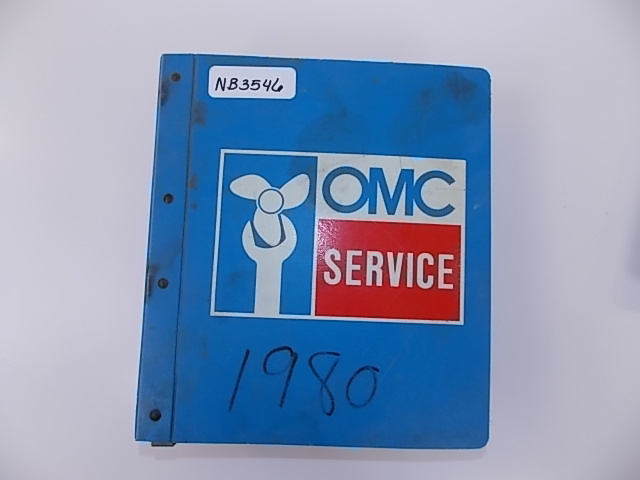 NB3546
OMC
SERVICE
1980